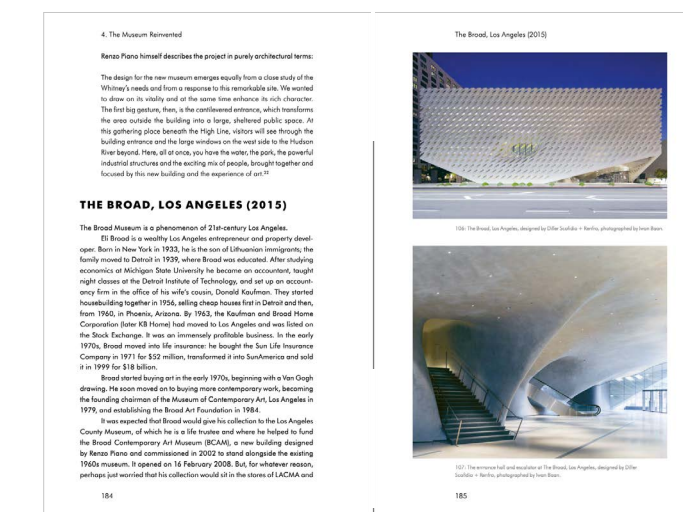 4. The Museum Reinvented
Renzo Piano himself describes the project in purely architectural terms:
The design for the new museum emerges equally from a close study of the
Whitney's needs and from a response to this remarkable site. We wanted
to draw on its vitality and at the same time enhance its rich character.
The first big gesture, then, is the cantilevered entrance, which transforms
the area outside the building into a large, sheltered public space. At
this gathering place beneath the High Line, visitors will see through the
building entrance and the large windows on the west side to the Hudson
River beyond. Here, all at once, you have the water, the park, the powerful
industrial structures and the exciting mix of people, brought together and
focused by this new building and the experience of art.²²
THE BROAD, LOS ANGELES (2015)
The Broad Museum is a phenomenon of 21st-century Los Angeles.
Eli Broad is a wealthy Los Angeles entrepreneur and property devel-
oper. Born in New York in 1933, he is the son of Lithuanian immigrants; the
family moved to Detroit in 1939, where Broad was educated. After studying
economics at Michigan State University he became an accountant, taught
night classes at the Detroit Institute of Technology, and set up an account-
ancy firm in the office of his wife's cousin, Donald Kaufman. They started
housebuilding together in 1956, selling cheap houses first in Detroit and then,
from 1960, in Phoenix, Arizona. By 1963, the Kaufman and Broad Home
Corporation (later KB Home) had moved to Los Angeles and was listed on
the Stock Exchange. It was an immensely profitable business. In the early
1970s, Broad moved into life insurance: he bought the Sun Life Insurance
Company in 1971 for $52 million, transformed it into SunAmerica and sold
it in 1999 for $18 billion.
Broad started buying art in the early 1970s, beginning with a Van Gogh
drawing. He soon moved on to buying more contemporary work, becoming
the founding chairman of the Museum of Contemporary Art, Los Angeles in
1979, and establishing the Broad Art Foundation in 1984.
It was expected that Broad would give his collection to the Los Angeles
County Museum, of which he is a life trustee and where he helped to fund
the Broad Contemporary Art Museum (BCAM), a new building designed
by Renzo Piano and commissioned in 2002 to stand alongside the existing
1960s museum. It opened on 16 February 2008. But, for whatever reason,
perhaps just worried that his collection would sit in the stores of LACMA and
184
The Broad, Los Angeles (2015)
106: The Broad, Los Angeles, designed by Diller Scofidio + Renfro, photographed by Iwan Baan.
107: The entrance hall and escalator at The Broad, Los Angeles, designed by Diller
Scofidio + Renfro, photographed by Iwan Baan.
185